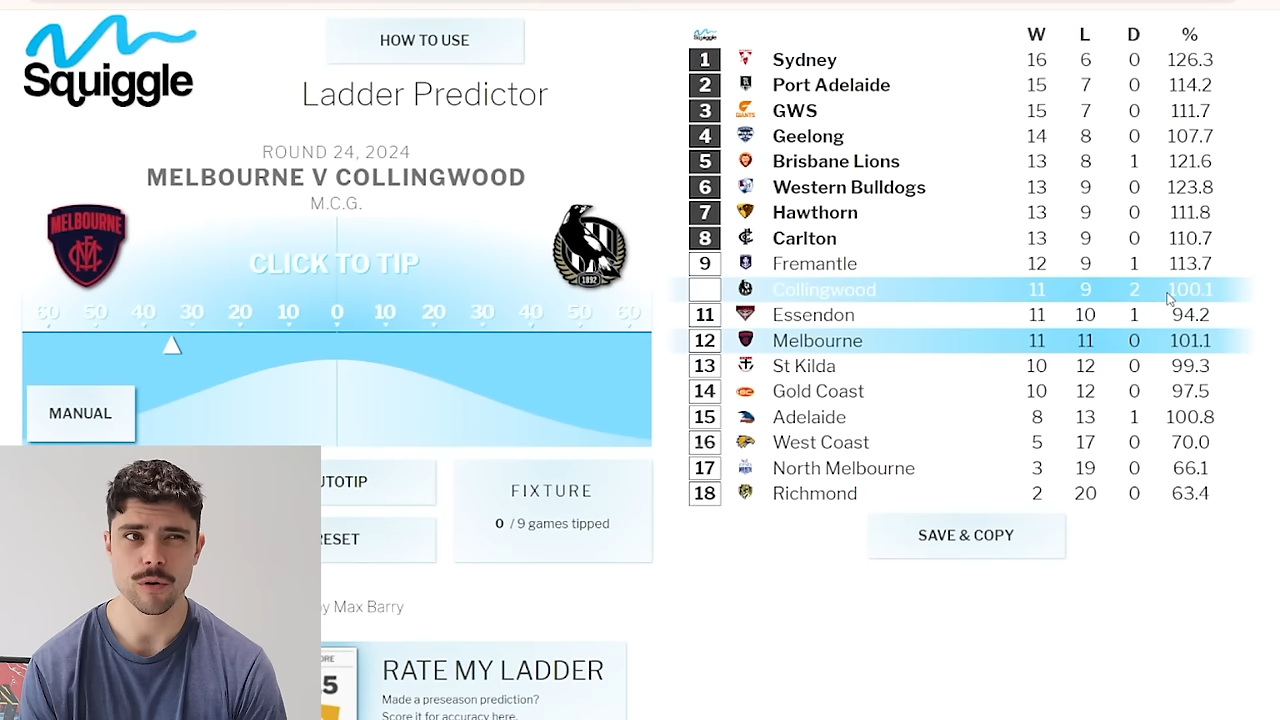 Squiggle
HOW TO USE
Ladder Predictor
ROUND 24, 2024
MELBOURNE V COLLINGWOOD
M.C.G.
MELBOURNE
1892
CLICK TO TIP
60 50 40 30 20 10 10 20 30 40 50 60
MANUAL
UTOTIP
RESET
FIXTURE
0 / 9 games tipped
by Max Barry
ORE
5
RATE MY LADDER
Made a preseason prediction?
Score it for accuracy here.
Squiggle W L D %
1 Sydney 16 6 0 126.3
2 Port Adelaide 15 7 0 114.2
3 GIANTS GWS 15 7 0 111.7
4 Geelong 14 8 0 107.7
5 Brisbane Lions 13 8 1 121.6
6 Western Bulldogs 13 9 0 123.8
7 Hawthorn 13 9 0 111.8
8 Carlton 13 9 0 110.7
9 Fremantle 12 9 1 113.7
Collingwood 11 9 2 100.1
11 Essendon 11 10 1 94.2
12 Melbourne 11 11 0 101.1
13 St Kilda 10 12 0 99.3
14 Gold Coast 10 12 0 97.5
15 Adelaide 8 13 1 100.8
16 West Coast 5 17 0 70.0
17 North Melbourne 3 19 0 66.1
18 Richmond 2 20 0 63.4
SAVE & COPY